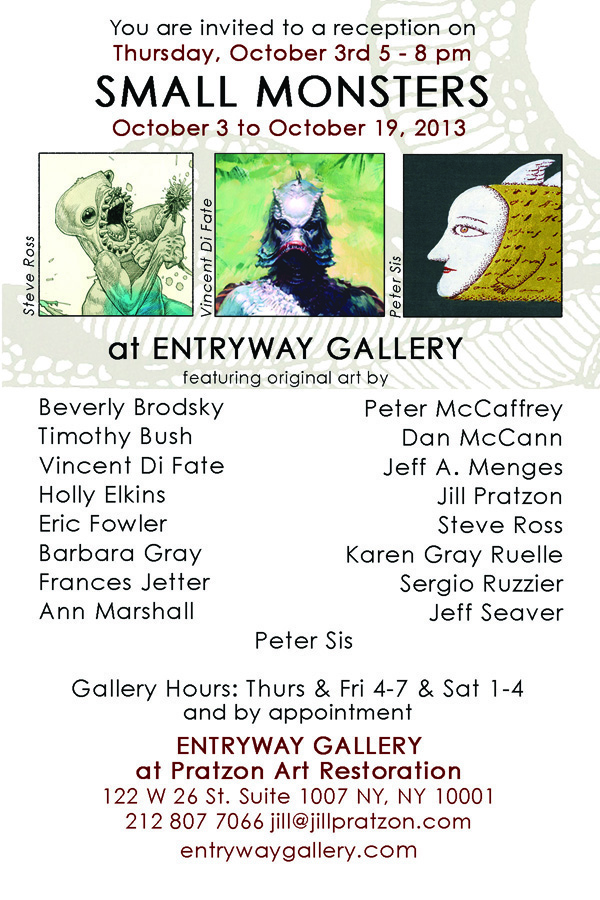 You are invited to a reception on
Thursday, October 3rd 5 - 8 pm
SMALL MONSTERS
October 3 to October 19, 2013
Steve Ross
Vincent Di Fate
Peter Sis
at ENTRYWAY GALLERY
featuring original art by
Beverly Brodsky
Timothy Bush
Vincent Di Fate
Holly Elkins
Eric Fowler
Barbara Gray
Frances Jetter
Ann Marshall
Peter McCaffrey
Dan McCann
Jeff A. Menges
Jill Pratzon
Steve Ross
Karen Gray Ruelle
Sergio Ruzzier
Jeff Seaver
Peter Sis
Gallery Hours: Thurs & Fri 4-7 & Sat 1-4
and by appointment
ENTRYWAY GALLERY
at Pratzon Art Restoration
122 W 26 St. Suite 1007 NY, NY 10001
212 807 7066 jill@jillpratzon.com
entrywaygallery.com